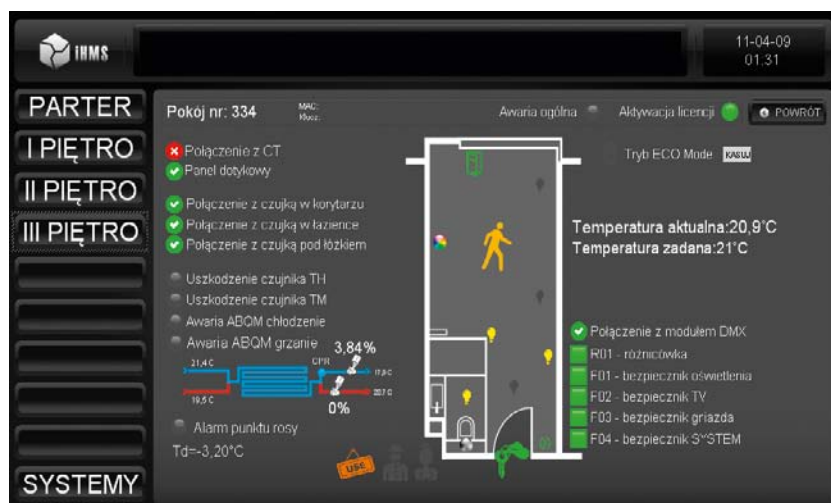 iHMS
11-04-09
01:31
PARTER
I PIĘTRO
II PIĘTRO
III PIĘTRO
SYSTEMY
Pokój nr: 334
MAC:
Klucz:
Awaria ogólna
Aktywacja licencji
POWRÓT
Połączenie z CT
Panel dotykowy
Tryb ECO Mode
KASUJ
Połączenie z czujką w korytarzu
Połączenie z czujką w łazience
Połączenie z czujką pod łóżkiem
Temperatura aktualna:20,9°C
Temperatura zadana:21°C
Uszkodzenie czujnika TH
Uszkodzenie czujnika TM
Awaria ABQM chłodzenie
Awaria ABQM grzanie
3,84%
21,4 C
CPR
19,5 C
0%
Połączenie z modułem DMX
R01 - różnicówka
F01 - bezpiecznik oświetlenia
F02 - bezpiecznik TV
F03 - bezpiecznik gniazda
F04 - bezpiecznik SYSTEM
Alarm punktu rosy
Td=-3,20°C
USE